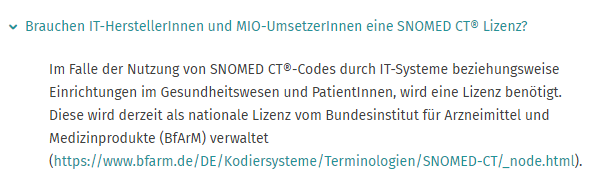 Brauchen IT-HerstellerInnen und MIO-UmsetzerInnen eine SNOMED CT® Lizenz?
Im Falle der Nutzung von SNOMED CT®-Codes durch IT-Systeme beziehungsweise
Einrichtungen im Gesundheitswesen und PatientInnen, wird eine Lizenz benötigt.
Diese wird derzeit als nationale Lizenz vom Bundesinstitut für Arzneimittel und
Medizinprodukte (BfArM) verwaltet
(https://www.bfarm.de/DE/Kodiersysteme/Terminologien/SNOMED-CT/_node.html).